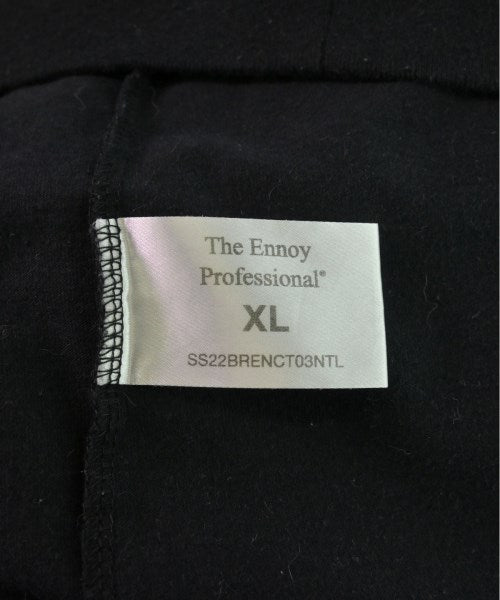 The Ennoy
Professional®
XL
SS22BRENCT03NTL